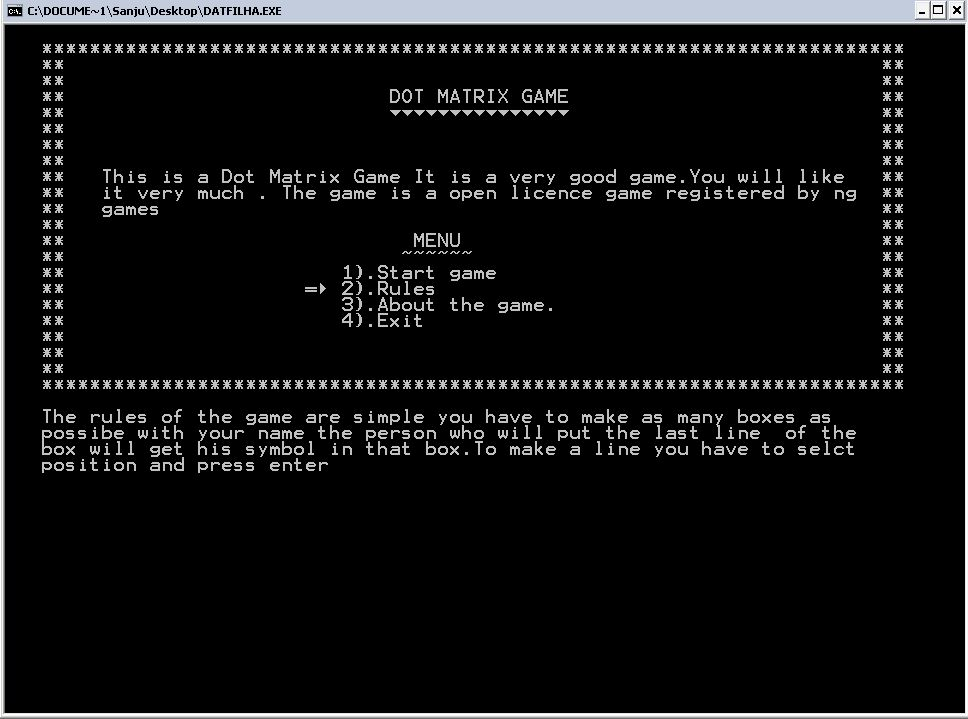 C:\DOCUME~1\Sanju\Desktop\DATFILHA.EXE
DOT MATRIX GAME
This is a Dot Matrix Game It is a very good game.You will like
it very much . The game is a open licence game registered by ng
games
MENU
1).Start game
=> 2).Rules
3).About the game.
4).Exit
The rules of the game are simple you have to make as many boxes as
possibe with your name the person who will put the last line  of the
box will get his symbol in that box.To make a line you have to selct
position and press enter